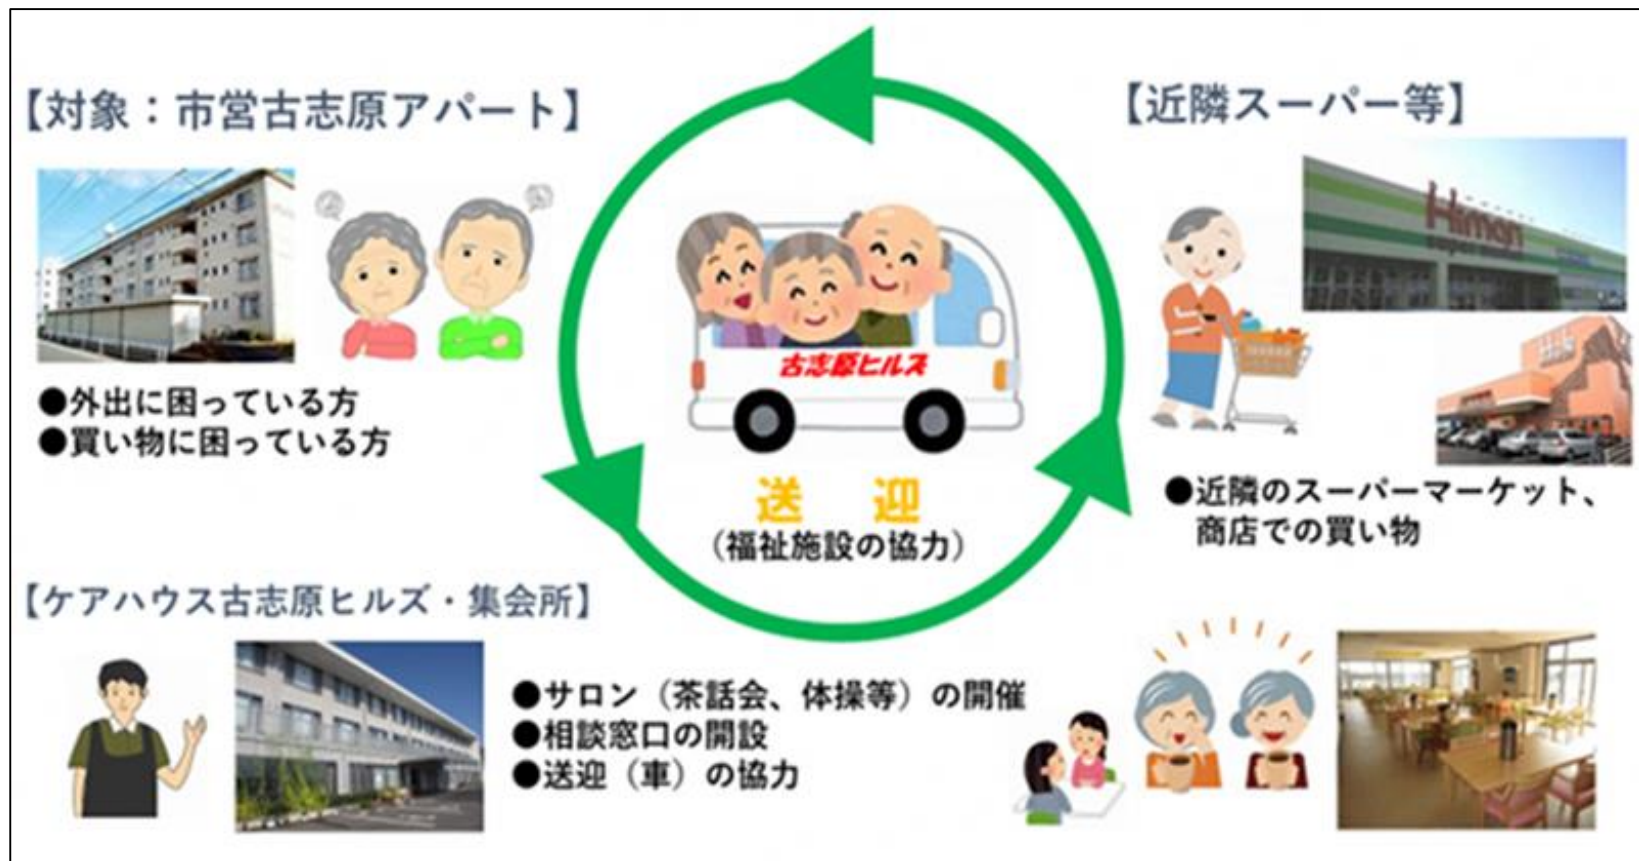 【対象：市営古志原アパート】
●外出に困っている方
●買い物に困っている方
【近隣スーパー等】
Himan
●近隣のスーパーマーケット、
商店での買い物
古志原ヒルズ
送 迎
（福祉施設の協力）
【ケアハウス古志原ヒルズ・集会所】
●サロン（茶話会、体操等）の開催
●相談窓口の開設
●送迎（車）の協力